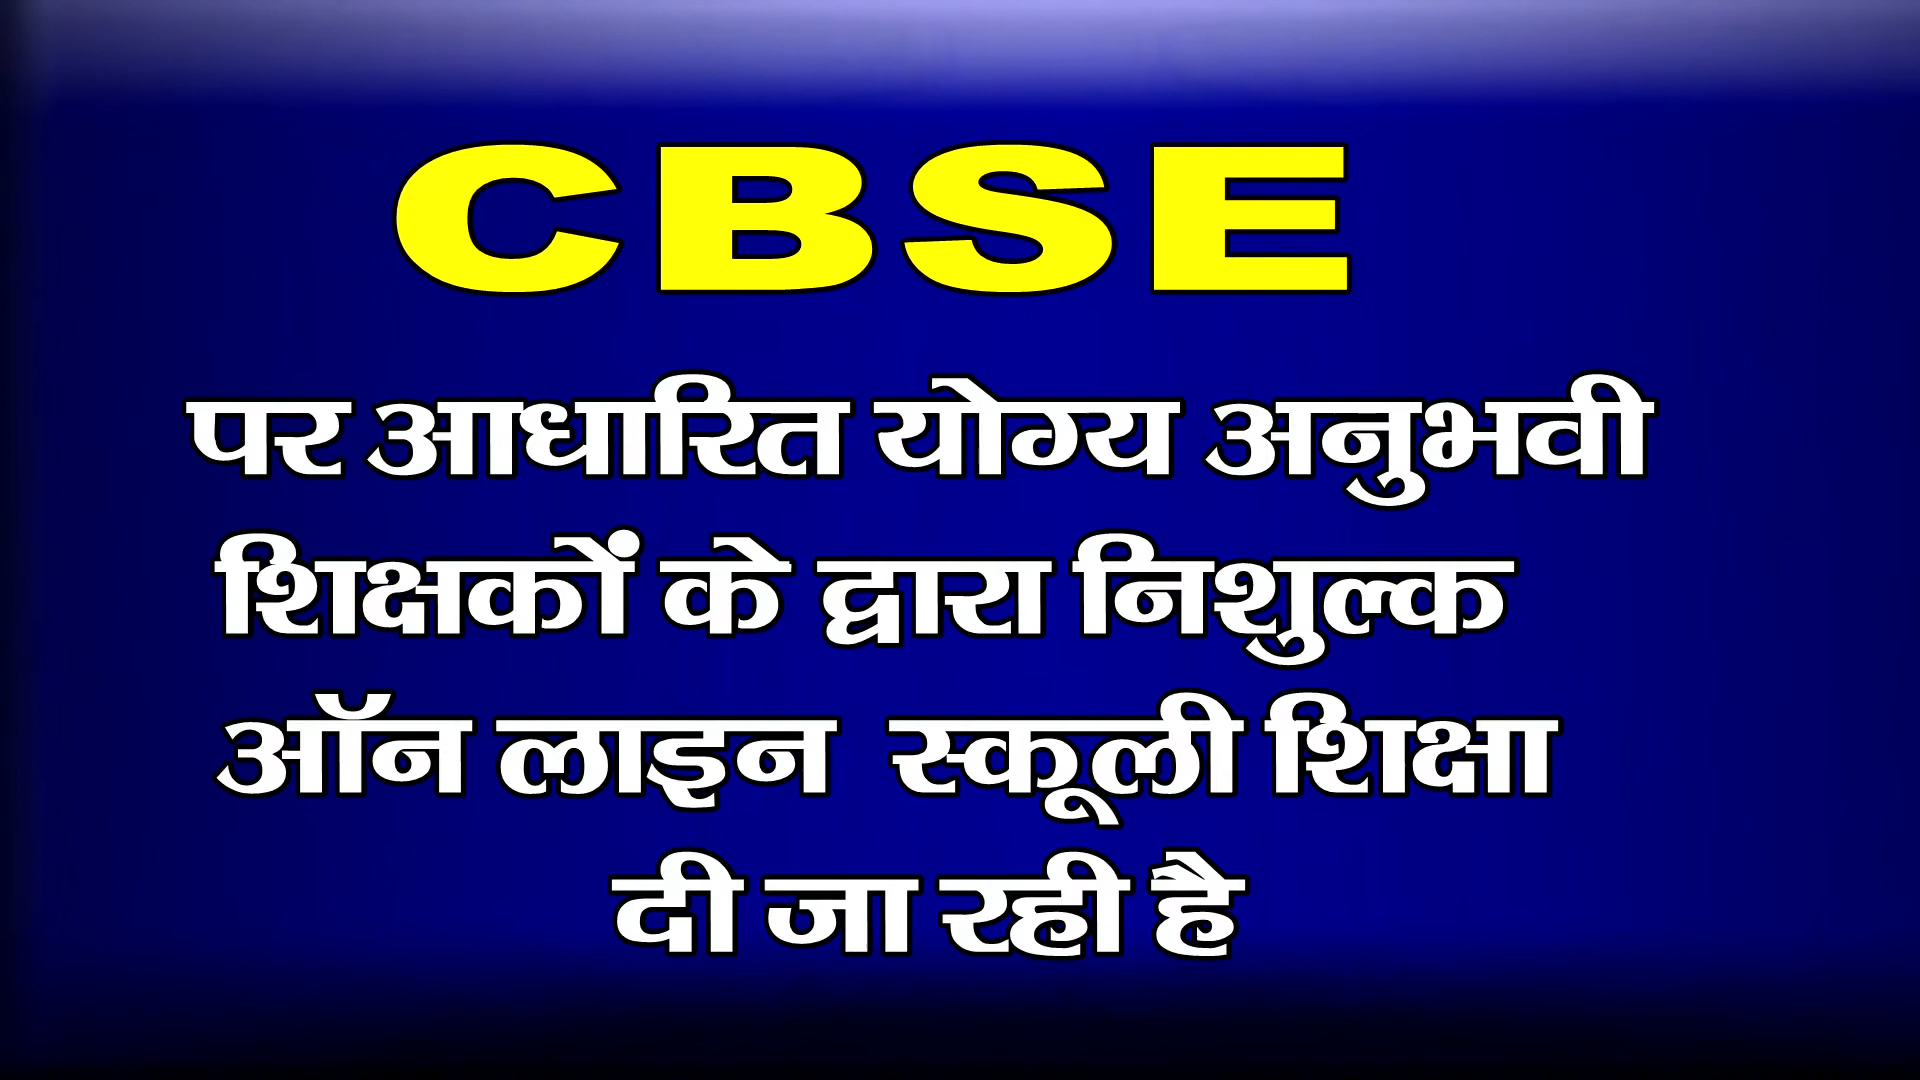 CBSE
पर आधारित योग्य अनुभवी
शिक्षकों के द्वारा निशुल्क
ऑन लाइन स्कूली शिक्षा
दी जा रही है